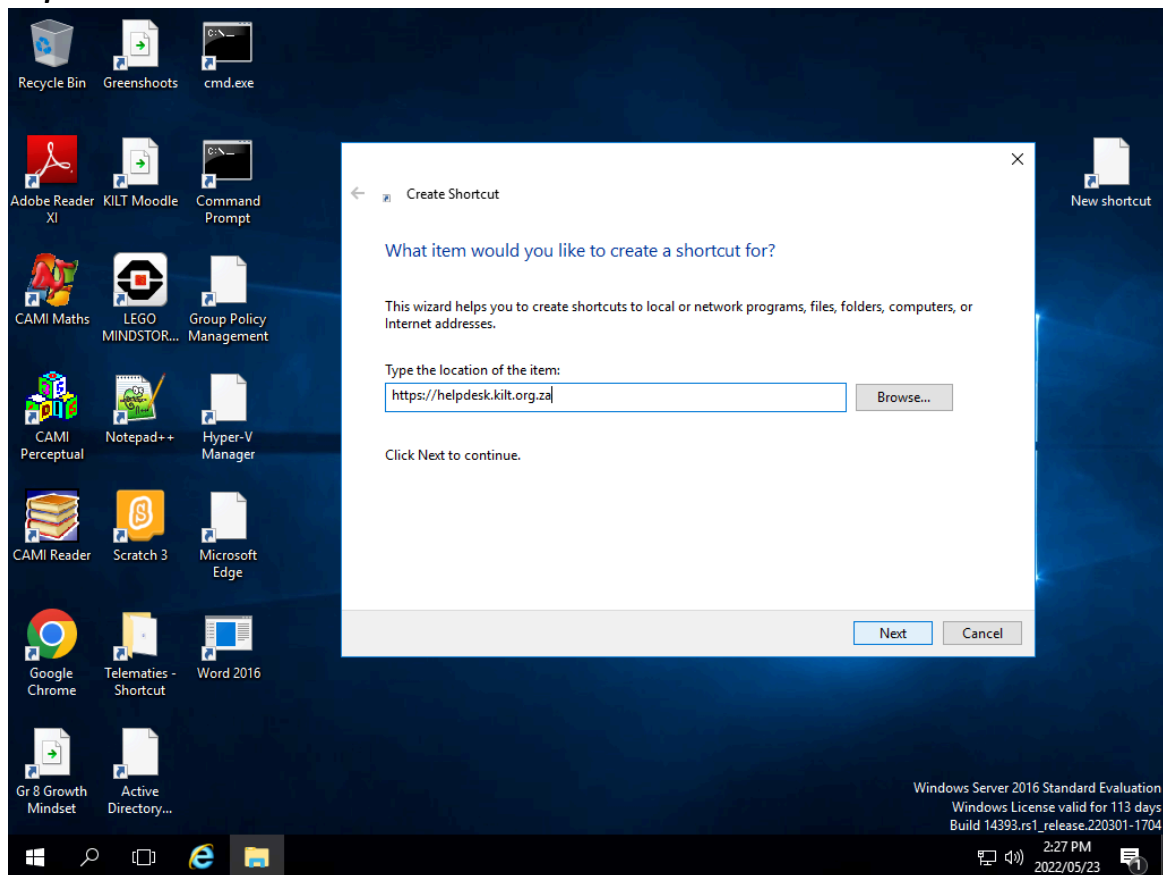 Recycle Bin
Greenshoots
C:\_
cmd.exe
Adobe Reader
XI
KILT Moodle
C:\_
Command
Prompt
CAMI Maths
LEGO
MINDSTOR...
Group Policy
Management
CAMI
Perceptual
Notepad++
Hyper-V
Manager
CAMI Reader
Scratch 3
Microsoft
Edge
Google
Chrome
Telematies -
Shortcut
Word 2016
Gr 8 Growth
Mindset
Active
Directory...
New shortcut
Create Shortcut
What item would you like to create a shortcut for?
This wizard helps you to create shortcuts to local or network programs, files, folders, computers, or
Internet addresses.
Type the location of the item:
https://helpdesk.kilt.org.za
Browse...
Click Next to continue.
Next
Cancel
Windows Server 2016 Standard Evaluation
Windows License valid for 113 days
Build 14393.rs1_release.220301-1704
2:27 PM
2022/05/23
1